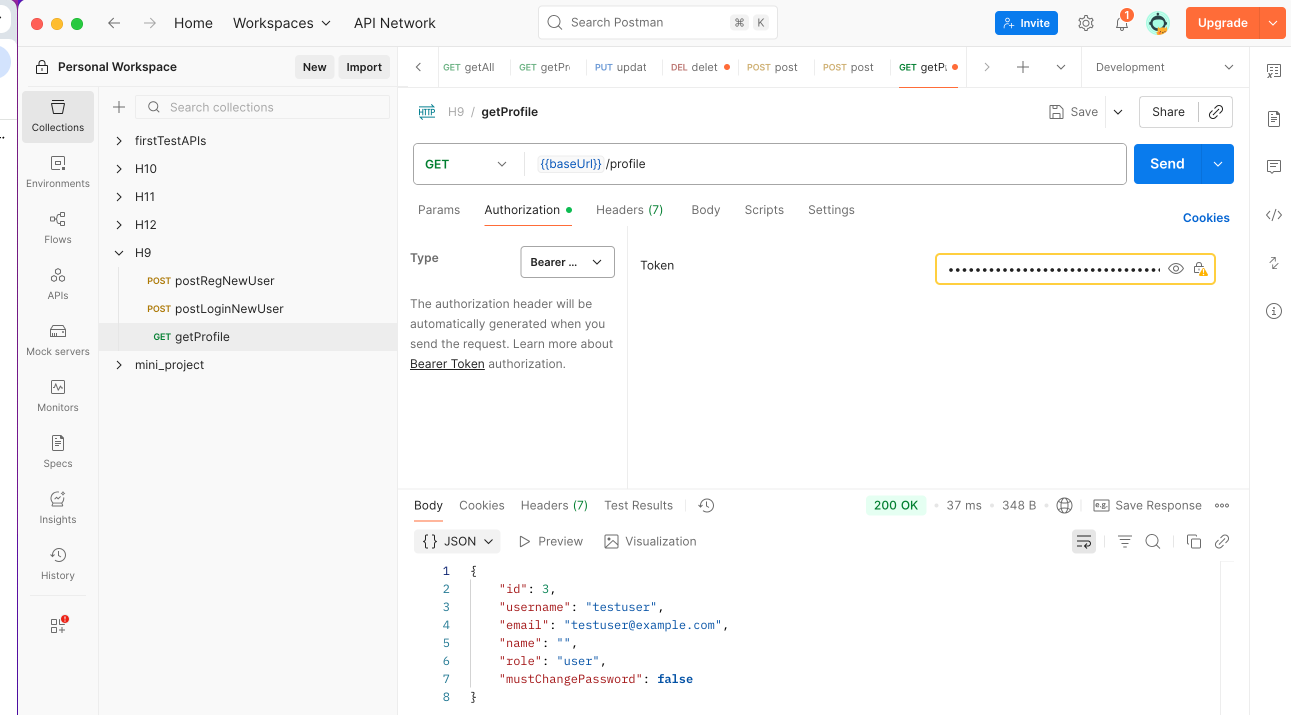 Home Workspaces API Network Search Postman ⌘ K Invite 1 Upgrade
Personal Workspace New Import
GET getAll GET getPr PUT updat DEL delet POST post POST post GET getPr Development
Collections
Search collections
firstTestAPIs
H10
H11
H12
H9
POST postRegNewUser
POST postLoginNewUser
GET getProfile
mini_project
Environments
Flows
APIs
Mock servers
Monitors
Specs
Insights
History
HTTP H9 / getProfile Save Share
GET {{baseUrl}} /profile Send
Params Authorization Headers (7) Body Scripts Settings Cookies
Type Bearer ... Token ••••••••••••••••••••••••••••••••
The authorization header will be
automatically generated when you
send the request. Learn more about
Bearer Token authorization.
Body Cookies Headers (7) Test Results 200 OK • 37 ms • 348 B • e.g. Save Response
{} JSON Preview Visualization
1 {
2 "id": 3,
3 "username": "testuser",
4 "email": "testuser@example.com",
5 "name": "",
6 "role": "user",
7 "mustChangePassword": false
8 }